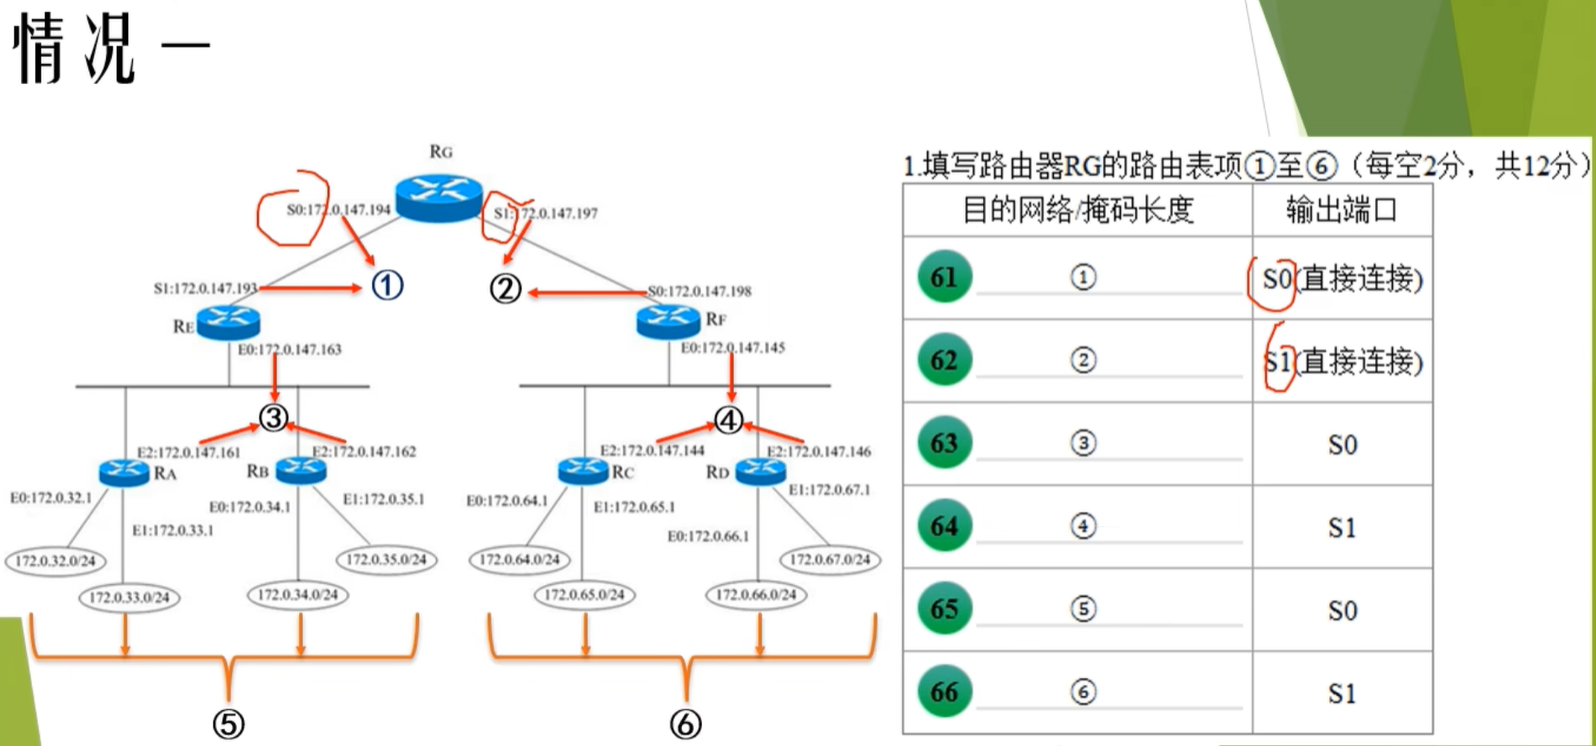 情况一
RG
S0:172.0.147.194
S1:172.0.147.197
①
②
S1:172.0.147.193
S0:172.0.147.198
RE
RF
E0:172.0.147.163
E0:172.0.147.145
③
④
E2:172.0.147.161
E2:172.0.147.162
E2:172.0.147.144
E2:172.0.147.146
RA
RB
RC
RD
E0:172.0.32.1
E1:172.0.33.1
E0:172.0.34.1
E1:172.0.35.1
E0:172.0.64.1
E1:172.0.65.1
E0:172.0.66.1
E1:172.0.67.1
172.0.32.0/24
172.0.33.0/24
172.0.34.0/24
172.0.35.0/24
172.0.64.0/24
172.0.65.0/24
172.0.66.0/24
172.0.67.0/24
⑤
⑥
1.填写路由器RG的路由表项①至⑥（每空2分，共12分）
目的网络/掩码长度 输出端口
61 ① S0(直接连接)
62 ② S1(直接连接)
63 ③ S0
64 ④ S1
65 ⑤ S0
66 ⑥ S1